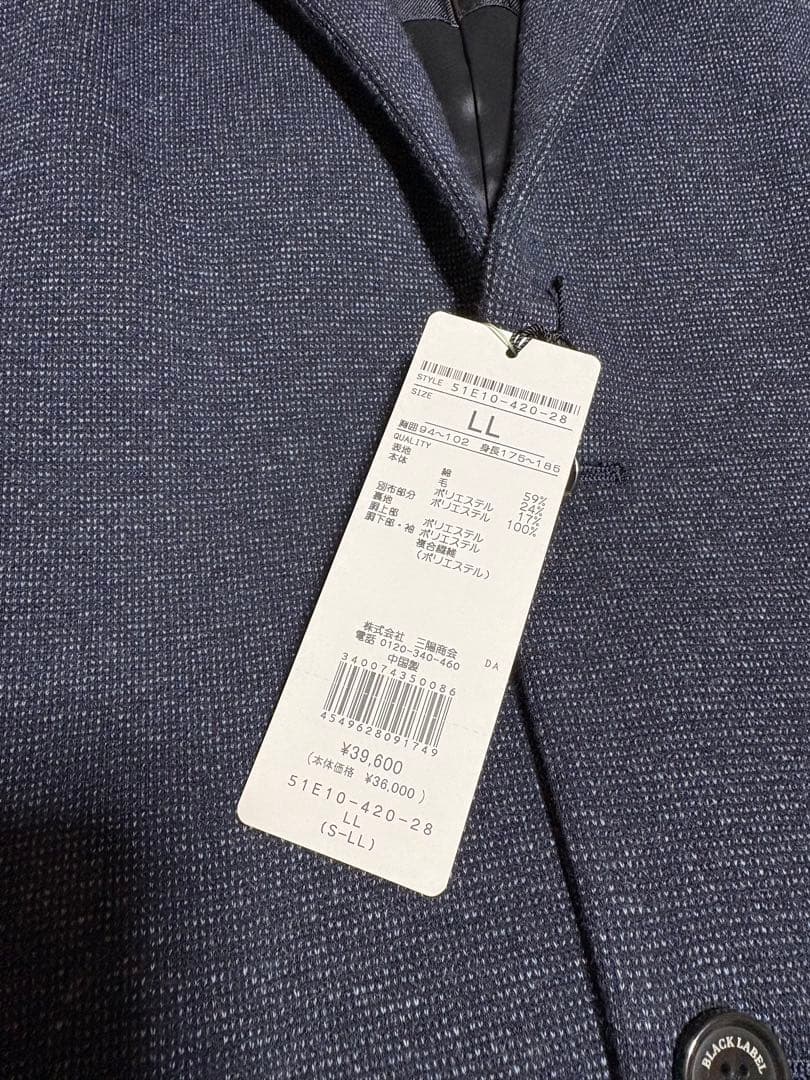 STYLE 51E10-420-28
SIZE
LL
胸囲94~102 身長175~185
QUALITY
表地
本体 綿 59%
毛 24%
ポリエステル 17%
別布部分 ポリエステル 100%
裏地
胴上部 ポリエステル
胴下部・袖 ポリエステル
複合繊維
(ポリエステル)
株式会社 三陽商会
電話 0120-340-460 DA
中国製
340074350086
4549628091749
¥39,600
(本体価格 ¥36,000)
51E10-420-28
LL
(S-LL)
BLACK LABEL